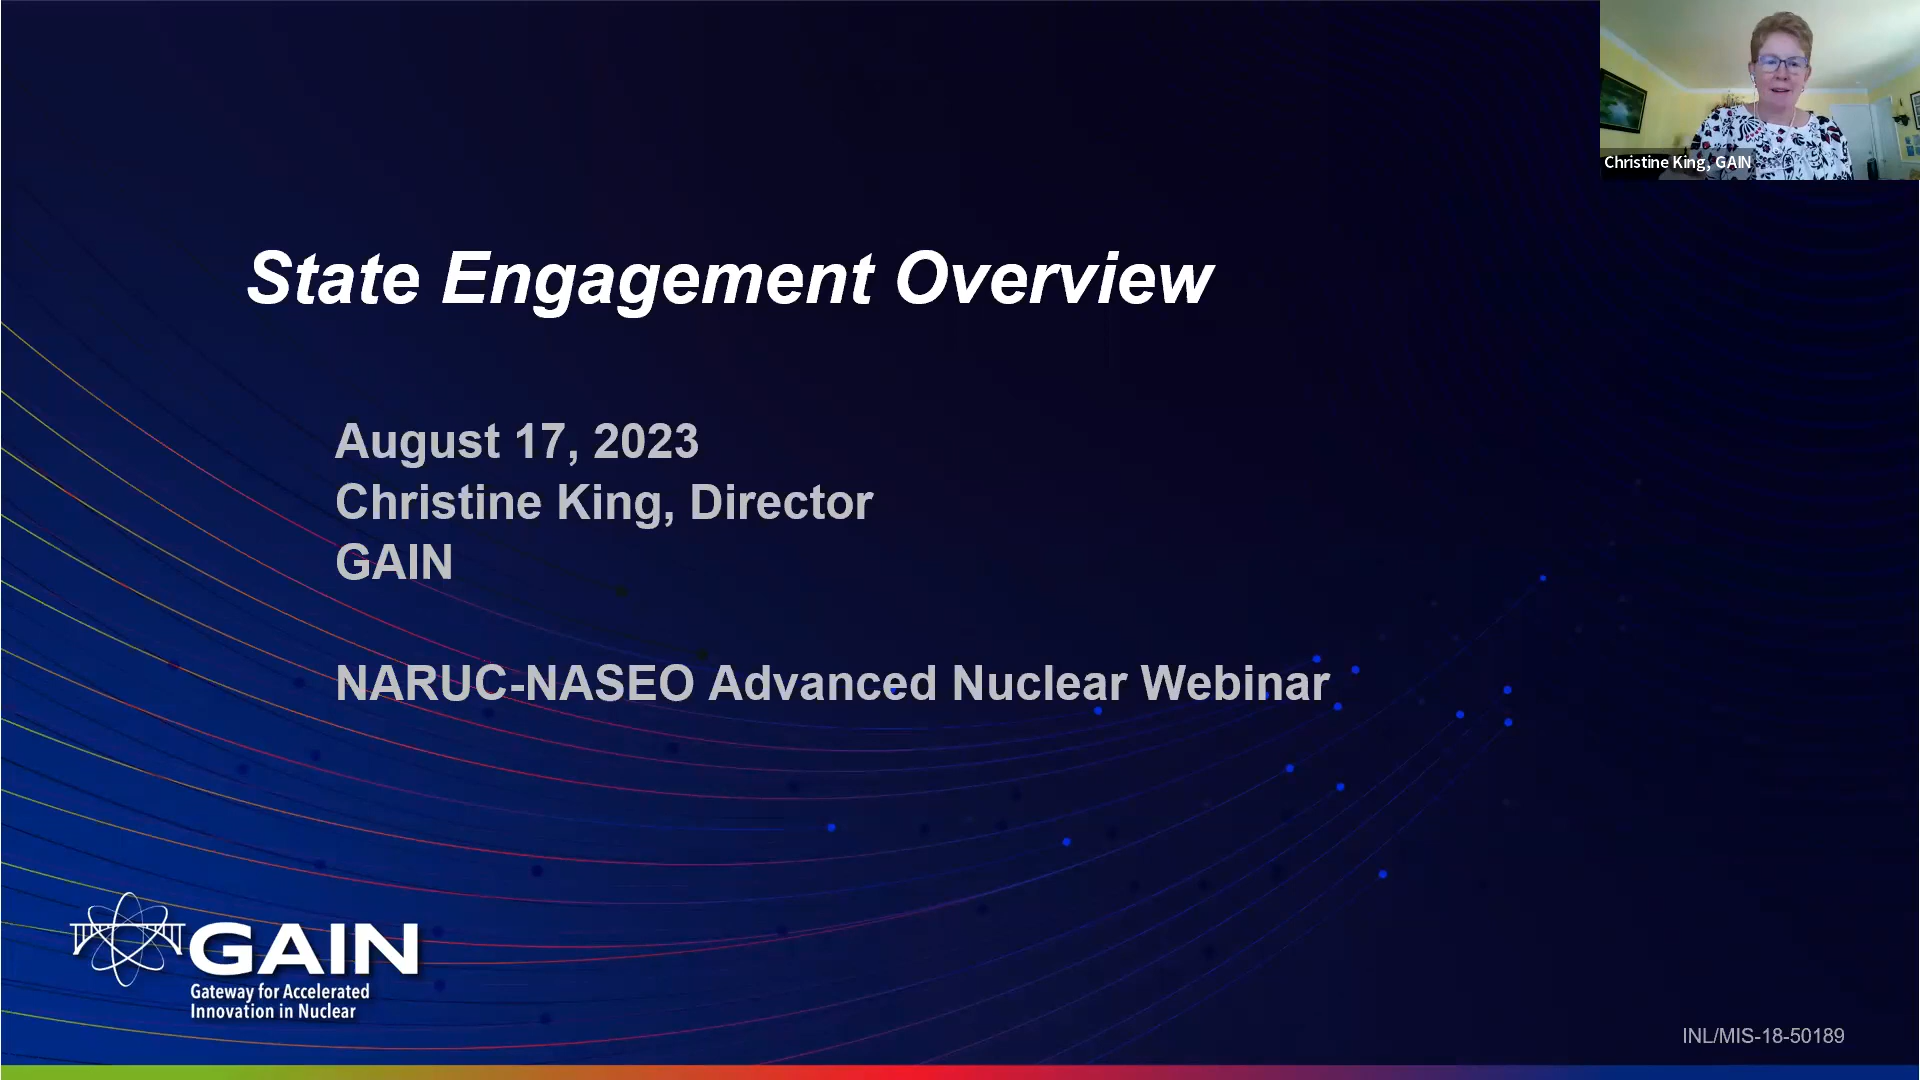 Christine King, GAIN
State Engagement Overview
August 17, 2023
Christine King, Director
GAIN
NARUC-NASEO Advanced Nuclear Webinar
GAIN
Gateway for Accelerated
Innovation in Nuclear
INL/MIS-18-50189